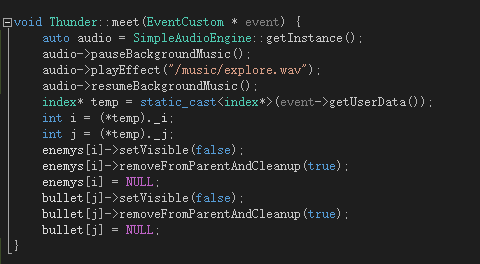 void Thunder::meet(EventCustom * event) {
auto audio = SimpleAudioEngine::getInstance();
audio->pauseBackgroundMusic();
audio->playEffect("/music/explore.wav");
audio->resumeBackgroundMusic();
index* temp = static_cast<index*>(event->getUserData());
int i = (*temp)._i;
int j = (*temp)._j;
enemys[i]->setVisible(false);
enemys[i]->removeFromParentAndCleanup(true);
enemys[i] = NULL;
bullet[j]->setVisible(false);
bullet[j]->removeFromParentAndCleanup(true);
bullet[j] = NULL;
}